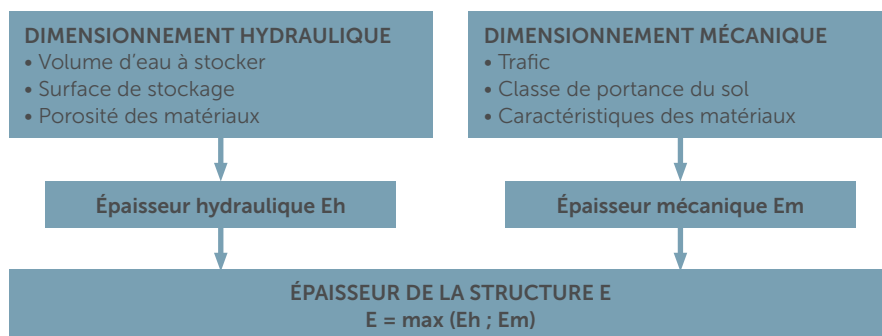 DIMENSIONNEMENT HYDRAULIQUE
• Volume d'eau à stocker
• Surface de stockage
• Porosité des matériaux
DIMENSIONNEMENT MÉCANIQUE
• Trafic
• Classe de portance du sol
• Caractéristiques des matériaux
Épaisseur hydraulique Eh
Épaisseur mécanique Em
ÉPAISSEUR DE LA STRUCTURE E
E = max (Eh ; Em)